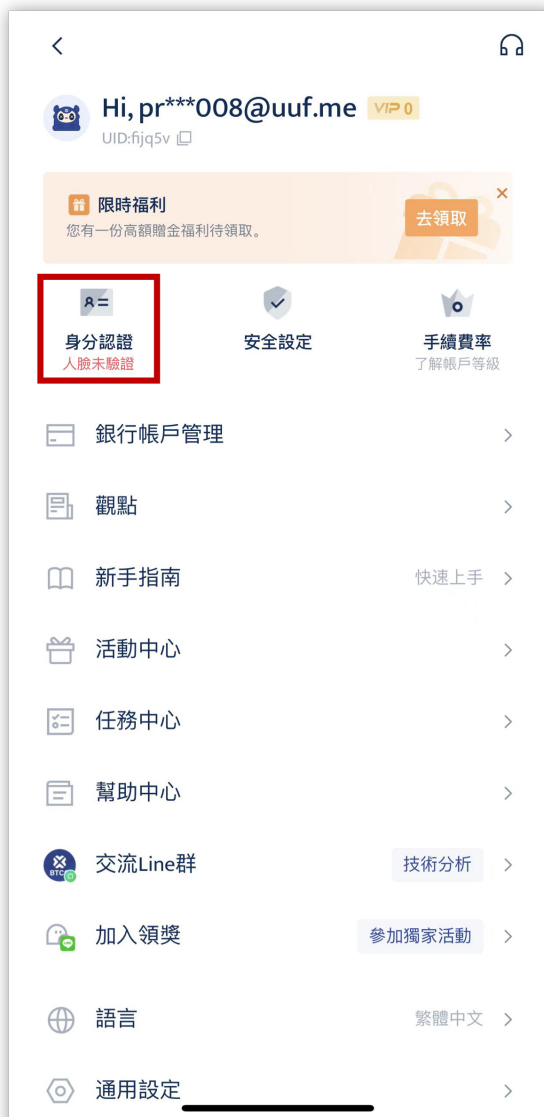 Hi, pr***008@uuf.me VIP 0
UID:fijq5v
限時福利
您有一份高額贈金福利待領取。
去領取
身分認證
人臉未驗證
安全設定
手續費率
了解帳戶等級
銀行帳戶管理
觀點
新手指南 快速上手
活動中心
任務中心
幫助中心
交流Line群 技術分析
加入領獎 參加獨家活動
語言 繁體中文
通用設定